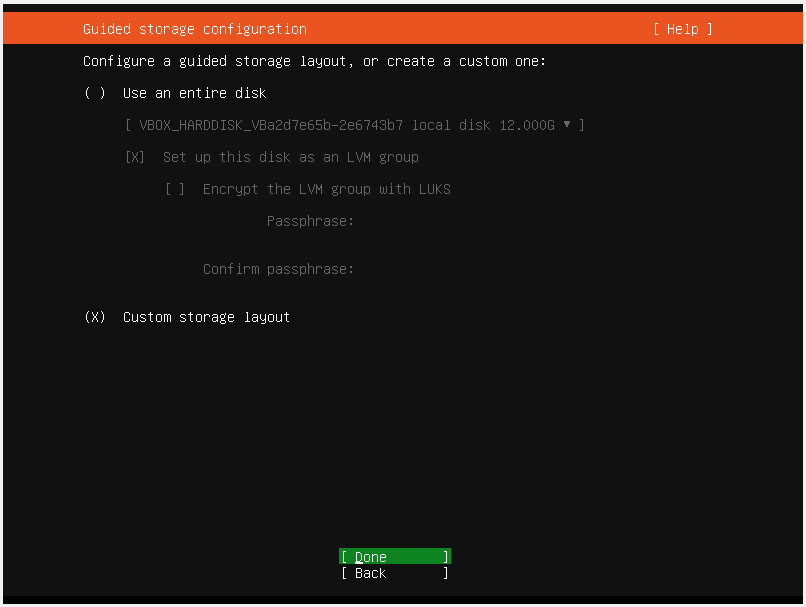 Guided storage configuration [ Help ]
Configure a guided storage layout, or create a custom one:
( ) Use an entire disk
[ VBOX_HARDDISK_VBa2d7e65b-2e6743b7 local disk 12.000G ▾ ]
[X] Set up this disk as an LVM group
[ ] Encrypt the LVM group with LUKS
Passphrase:
Confirm passphrase:
(X) Custom storage layout
[ Done ]
[ Back ]